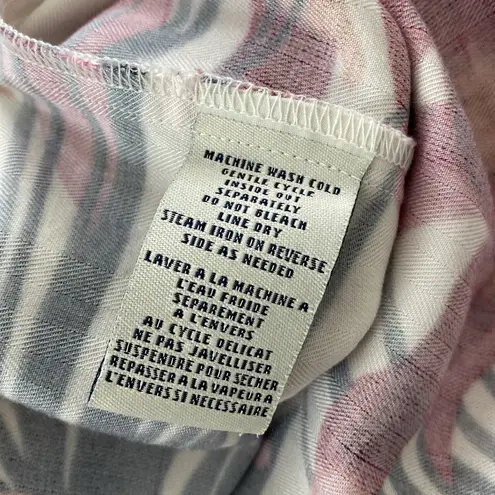 MACHINE WASH COLD
GENTLE CYCLE
INSIDE OUT
SEPARATELY
DO NOT BLEACH
LINE DRY
STEAM IRON ON REVERSE
SIDE AS NEEDED
LAVER A LA MACHINE A
L'EAU FROIDE
SEPAREMENT
A L'ENVERS
AU CYCLE DELICAT
NE PAS JAVELLISER
SUSPENDRE POUR SECHER
REPASSER A LA VAPEUR A
L'ENVERS SI NECESSAIRE